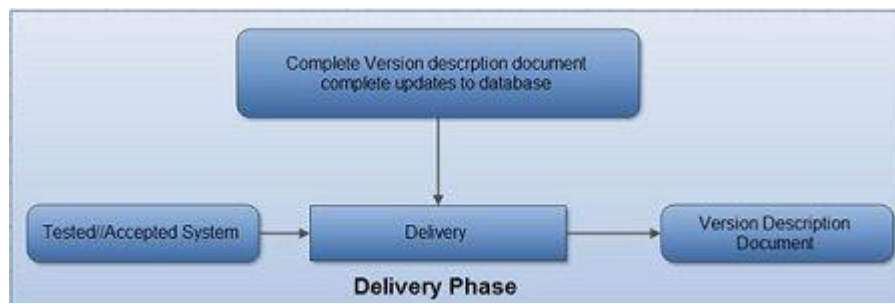 Complete Version descrption document
complete updates to database
Tested//Accepted System
Delivery
Version Description
Document
Delivery Phase